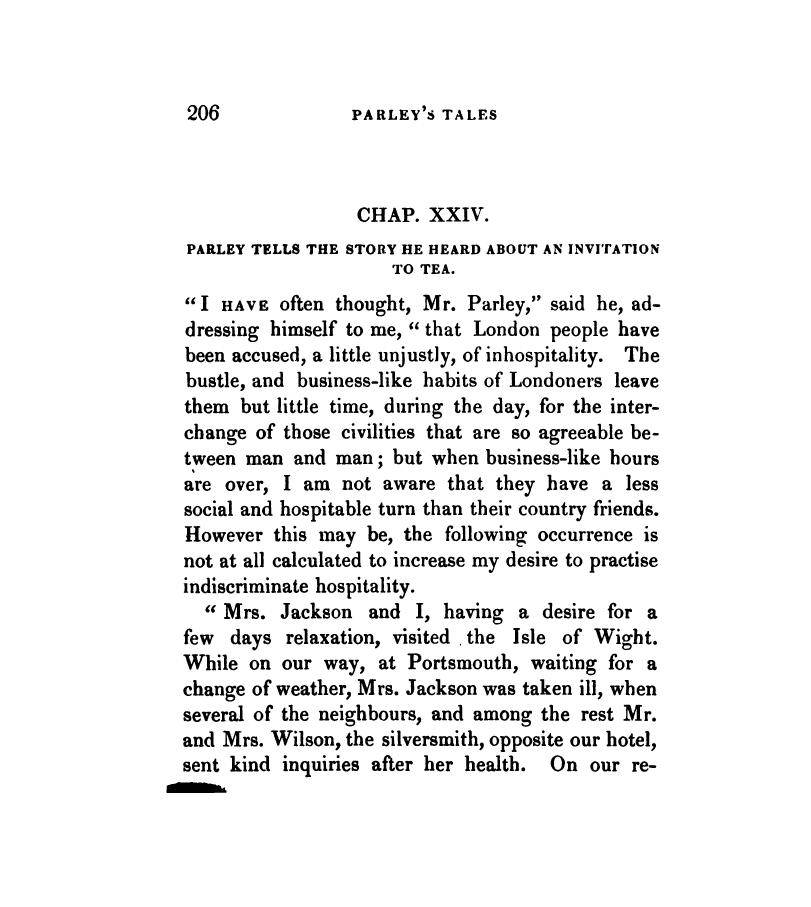 206 PARLEY'S TALES
CHAP. XXIV.
PARLEY TELLS THE STORY HE HEARD ABOUT AN INVITATION
TO TEA.
"I HAVE often thought, Mr. Parley," said he, ad-
dressing himself to me, "that London people have
been accused, a little unjustly, of inhospitality. The
bustle, and business-like habits of Londoners leave
them but little time, during the day, for the inter-
change of those civilities that are so agreeable be-
tween man and man; but when business-like hours
are over, I am not aware that they have a less
social and hospitable turn than their country friends.
However this may be, the following occurrence is
not at all calculated to increase my desire to practise
indiscriminate hospitality.
"Mrs. Jackson and I, having a desire for a
few days relaxation, visited the Isle of Wight.
While on our way, at Portsmouth, waiting for a
change of weather, Mrs. Jackson was taken ill, when
several of the neighbours, and among the rest Mr.
and Mrs. Wilson, the silversmith, opposite our hotel,
sent kind inquiries after her health. On our re-